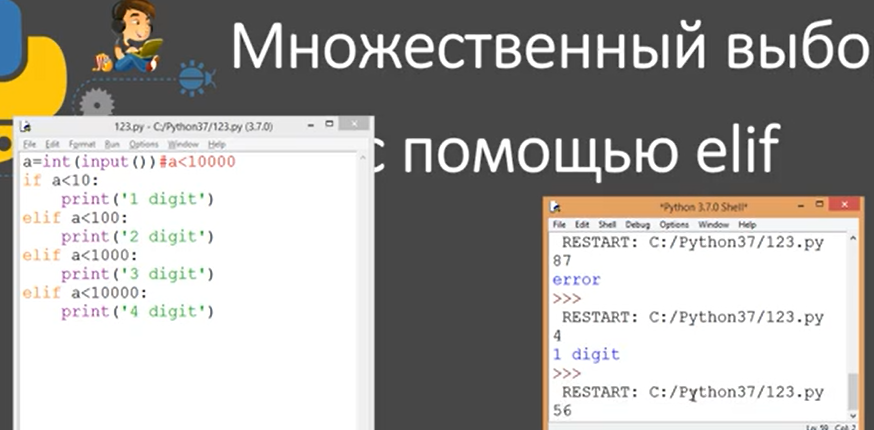 Множественный выбо
с помощью elif
123.py - C:/Python37/123.py (3.7.0)
File Edit Format Run Options Window Help
a=int(input())#a<10000
if a<10:
    print('1 digit')
elif a<100:
    print('2 digit')
elif a<1000:
    print('3 digit')
elif a<10000:
    print('4 digit')
*Python 3.7.0 Shell*
File Edit Shell Debug Options Window Help
 RESTART: C:/Python37/123.py
87
error
>>>
 RESTART: C:/Python37/123.py
4
1 digit
>>>
 RESTART: C:/Python37/123.py
56
Ln: 59 Col: 2